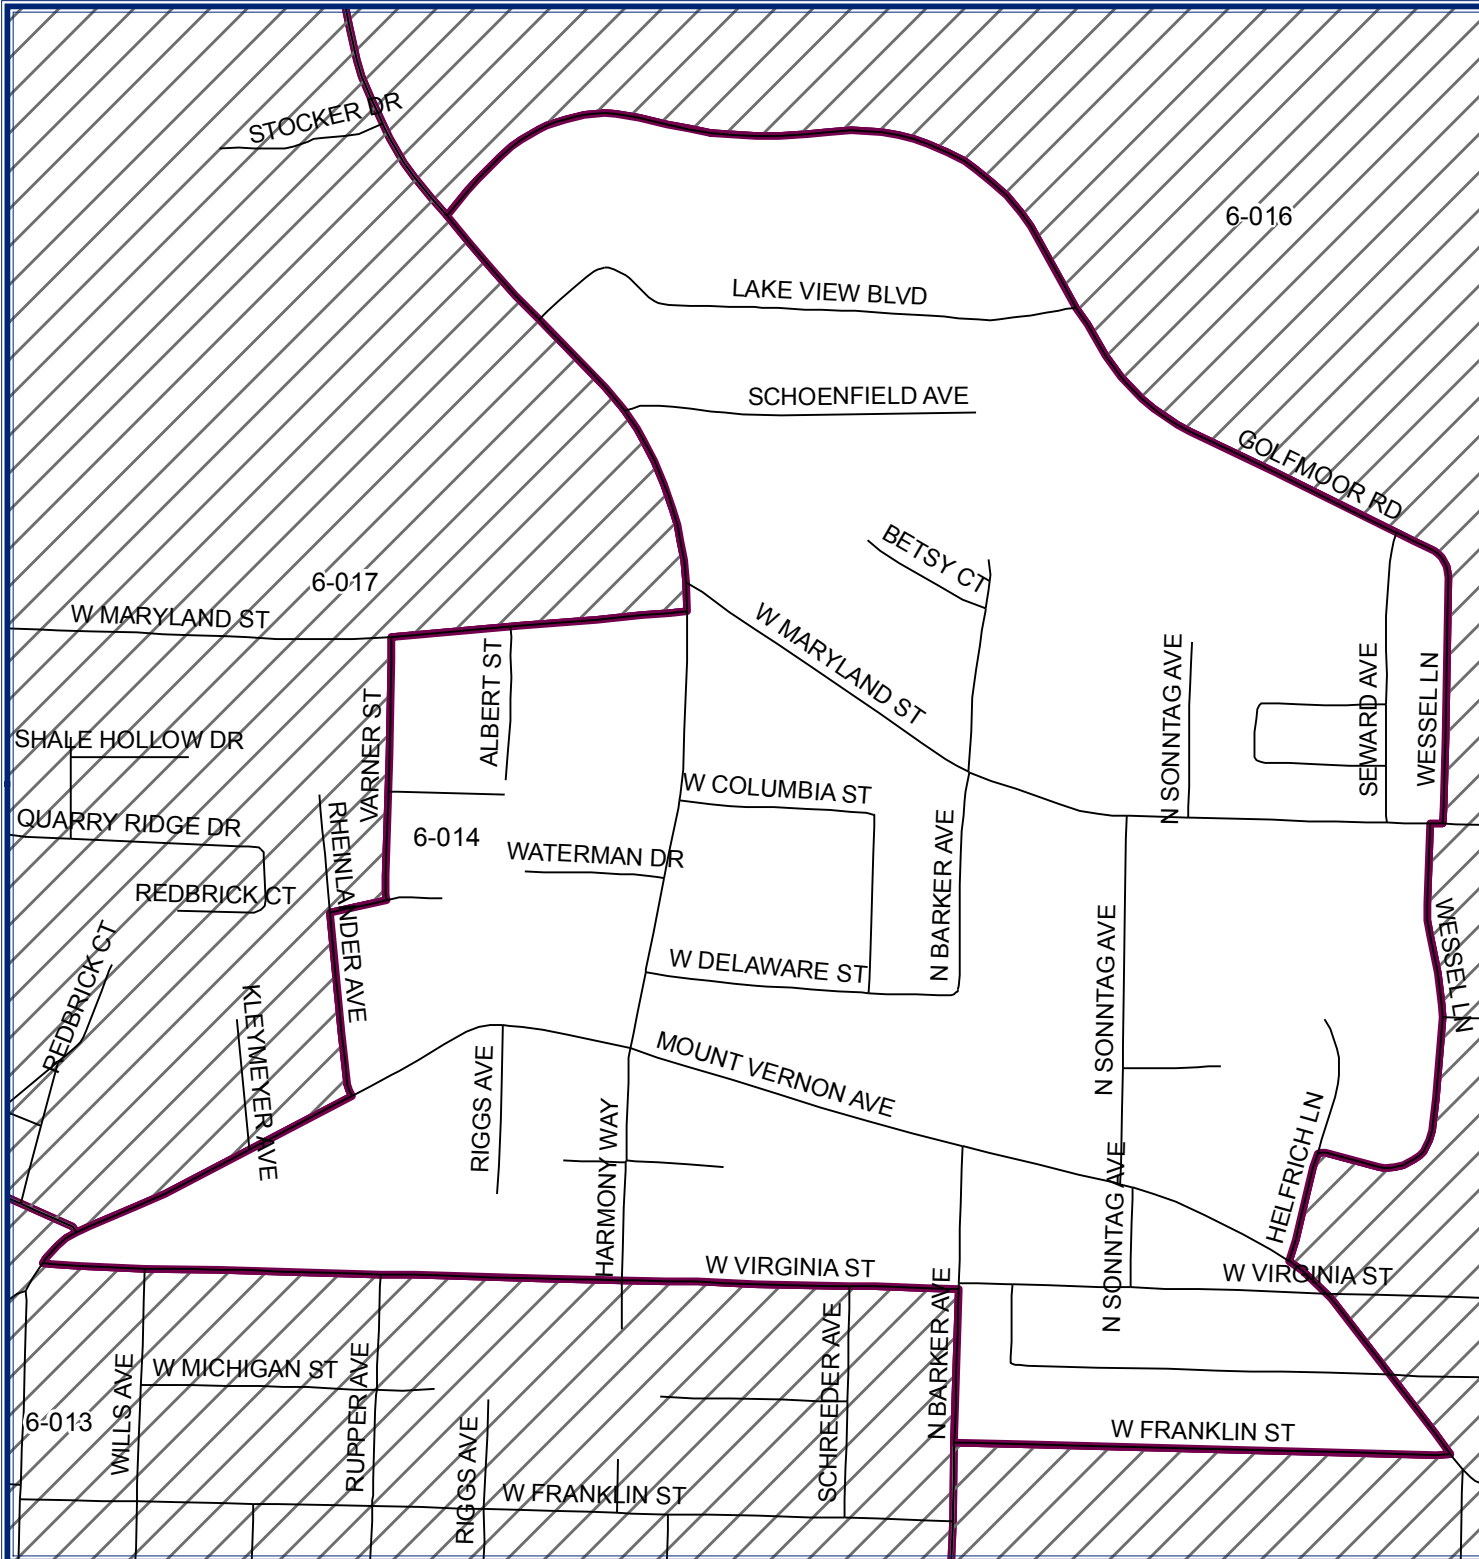 STOCKER DR
6-016
LAKE VIEW BLVD
SCHOENFIELD AVE
GOLFMOOR RD
BETSY CT
6-017
W MARYLAND ST
W MARYLAND ST
ALBERT ST
N SONNTAG AVE
SEWARD AVE
WESSEL LN
VARNER ST
SHALE HOLLOW DR
W COLUMBIA ST
QUARRY RIDGE DR
RHEINLANDER AVE
6-014
WATERMAN DR
N BARKER AVE
REDBRICK CT
REDBRICK CT
W DELAWARE ST
N SONNTAG AVE
WESSEL LN
KLEYMEYER AVE
RIGGS AVE
MOUNT VERNON AVE
HARMONY WAY
HELFRICH LN
N SONNTAG AVE
W VIRGINIA ST
W VIRGINIA ST
N BARKER AVE
SCHREEDER AVE
W MICHIGAN ST
WILLS AVE
RUPPER AVE
6-013
RIGGS AVE
W FRANKLIN ST
W FRANKLIN ST